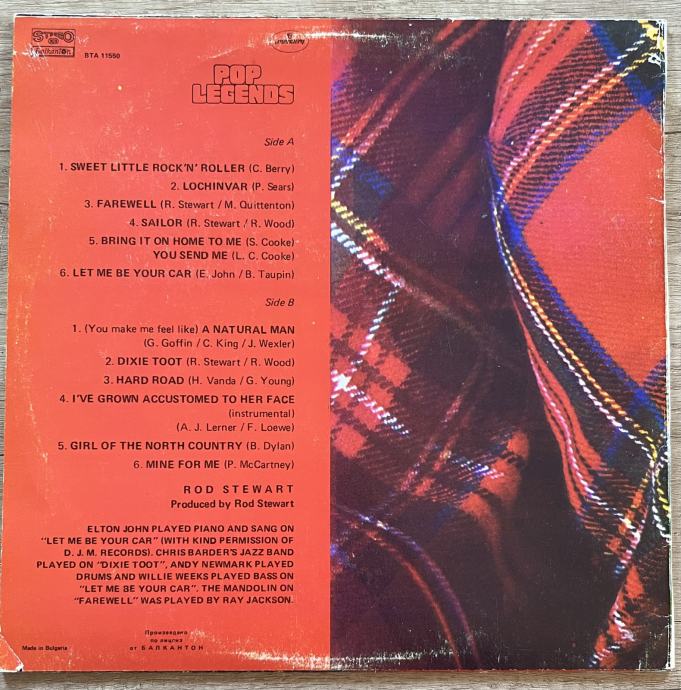 STEREO
balkanton
BTA 11550
mercury
POP
LEGENDS
Side A
1. SWEET LITTLE ROCK'N' ROLLER (C. Berry)
2. LOCHINVAR (P. Sears)
3. FAREWELL (R. Stewart / M. Quittenton)
4. SAILOR (R. Stewart / R. Wood)
5. BRING IT ON HOME TO ME (S. Cooke)
YOU SEND ME (L. C. Cooke)
6. LET ME BE YOUR CAR (E. John / B. Taupin)
Side B
1. (You make me feel like) A NATURAL MAN
(G. Goffin / C. King / J. Wexler)
2. DIXIE TOOT (R. Stewart / R. Wood)
3. HARD ROAD (H. Vanda / G. Young)
4. I'VE GROWN ACCUSTOMED TO HER FACE
(instrumental)
(A. J. Lerner / F. Loewe)
5. GIRL OF THE NORTH COUNTRY (B. Dylan)
6. MINE FOR ME (P. McCartney)
ROD STEWART
Produced by Rod Stewart
ELTON JOHN PLAYED PIANO AND SANG ON
"LET ME BE YOUR CAR" (WITH KIND PERMISSION OF
D. J. M. RECORDS). CHRIS BARDER'S JAZZ BAND
PLAYED ON "DIXIE TOOT", ANDY NEWMARK PLAYED
DRUMS AND WILLIE WEEKS PLAYED BASS ON
"LET ME BE YOUR CAR", THE MANDOLIN ON
"FAREWELL" WAS PLAYED BY RAY JACKSON.
Произведена
по лиценз
от БАЛКАНТОН
Made in Bulgaria